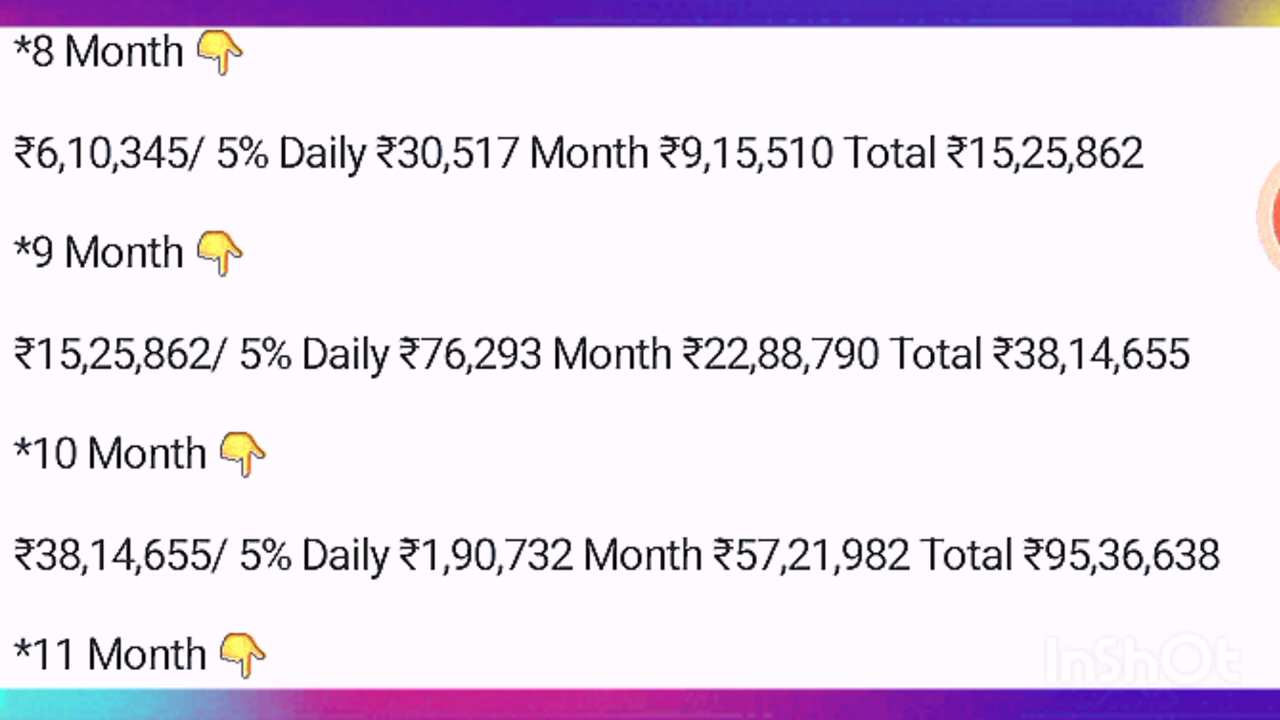 *8 Month 👇
₹6,10,345/ 5% Daily ₹30,517 Month ₹9,15,510 Total ₹15,25,862
*9 Month 👇
₹15,25,862/ 5% Daily ₹76,293 Month ₹22,88,790 Total ₹38,14,655
*10 Month 👇
₹38,14,655/ 5% Daily ₹1,90,732 Month ₹57,21,982 Total ₹95,36,638
*11 Month 👇
InShOt